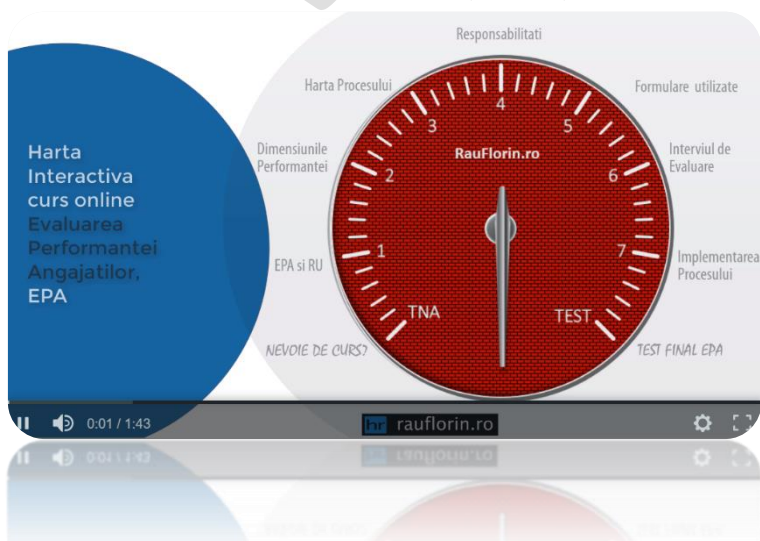 Harta
Interactiva
curs online
Evaluarea
Performantei
Angajatilor,
EPA
Responsabilitati
Harta Procesului
Formulare utilizate
Dimensiunile
Performantei
Interviul de
Evaluare
EPA si RU
Implementarea
Procesului
NEVOIE DE CURS?
TEST FINAL EPA
RauFlorin.ro
TNA
1
2
3
4
5
6
7
TEST
0:01 / 1:43
hr rauflorin.ro